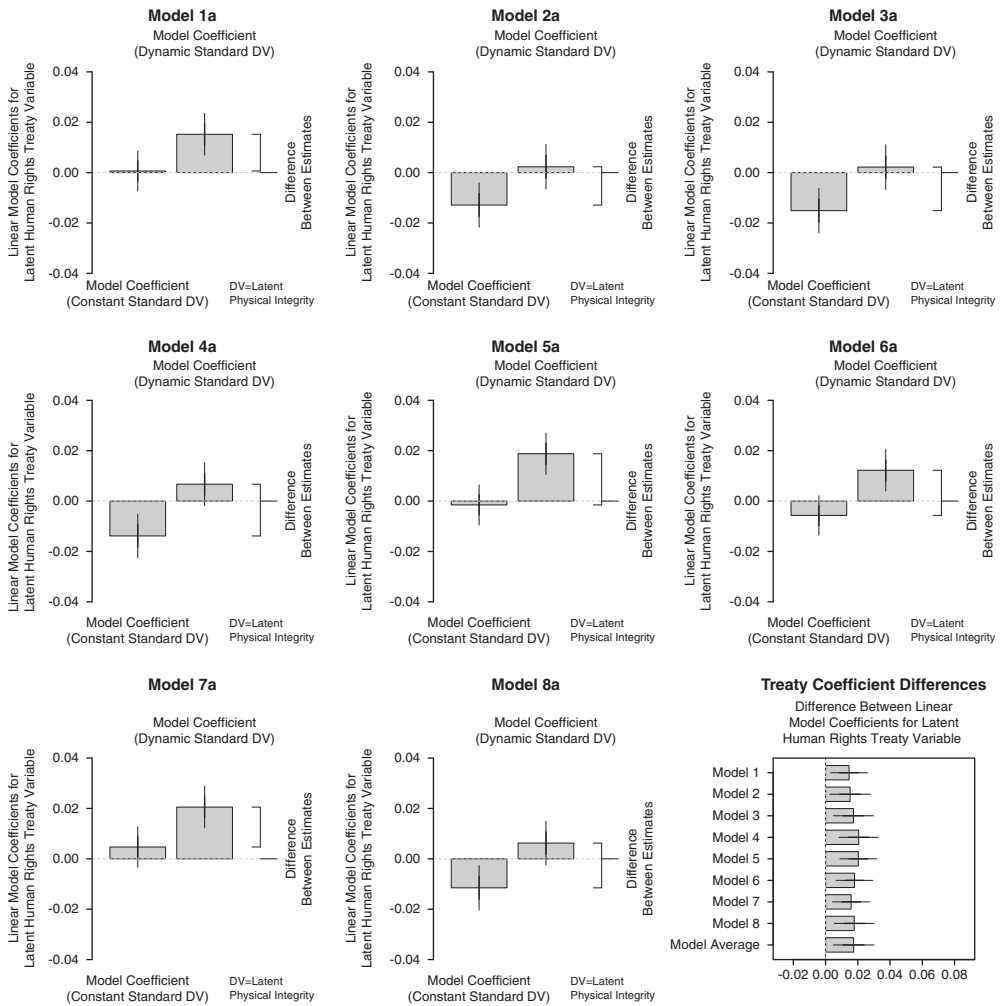 Model 1a
Model Coefficient
(Dynamic Standard DV)
Linear Model Coefficients for
Latent Human Rights Treaty Variable
0.04
0.02
0.00
-0.02
-0.04
Difference
Between Estimates
Model Coefficient
(Constant Standard DV)
DV=Latent
Physical Integrity
Model 2a
Model Coefficient
(Dynamic Standard DV)
Linear Model Coefficients for
Latent Human Rights Treaty Variable
0.04
0.02
0.00
-0.02
-0.04
Difference
Between Estimates
Model Coefficient
(Constant Standard DV)
DV=Latent
Physical Integrity
Model 3a
Model Coefficient
(Dynamic Standard DV)
Linear Model Coefficients for
Latent Human Rights Treaty Variable
0.04
0.02
0.00
-0.02
-0.04
Difference
Between Estimates
Model Coefficient
(Constant Standard DV)
DV=Latent
Physical Integrity
Model 4a
Model Coefficient
(Dynamic Standard DV)
Linear Model Coefficients for
Latent Human Rights Treaty Variable
0.04
0.02
0.00
-0.02
-0.04
Difference
Between Estimates
Model Coefficient
(Constant Standard DV)
DV=Latent
Physical Integrity
Model 5a
Model Coefficient
(Dynamic Standard DV)
Linear Model Coefficients for
Latent Human Rights Treaty Variable
0.04
0.02
0.00
-0.02
-0.04
Difference
Between Estimates
Model Coefficient
(Constant Standard DV)
DV=Latent
Physical Integrity
Model 6a
Model Coefficient
(Dynamic Standard DV)
Linear Model Coefficients for
Latent Human Rights Treaty Variable
0.04
0.02
0.00
-0.02
-0.04
Difference
Between Estimates
Model Coefficient
(Constant Standard DV)
DV=Latent
Physical Integrity
Model 7a
Model Coefficient
(Dynamic Standard DV)
Linear Model Coefficients for
Latent Human Rights Treaty Variable
0.04
0.02
0.00
-0.02
-0.04
Difference
Between Estimates
Model Coefficient
(Constant Standard DV)
DV=Latent
Physical Integrity
Model 8a
Model Coefficient
(Dynamic Standard DV)
Linear Model Coefficients for
Latent Human Rights Treaty Variable
0.04
0.02
0.00
-0.02
-0.04
Difference
Between Estimates
Model Coefficient
(Constant Standard DV)
DV=Latent
Physical Integrity
Treaty Coefficient Differences
Difference Between Linear
Model Coefficients for Latent
Human Rights Treaty Variable
Model 1
Model 2
Model 3
Model 4
Model 5
Model 6
Model 7
Model 8
Model Average
-0.02 0.00 0.02 0.04 0.06 0.08